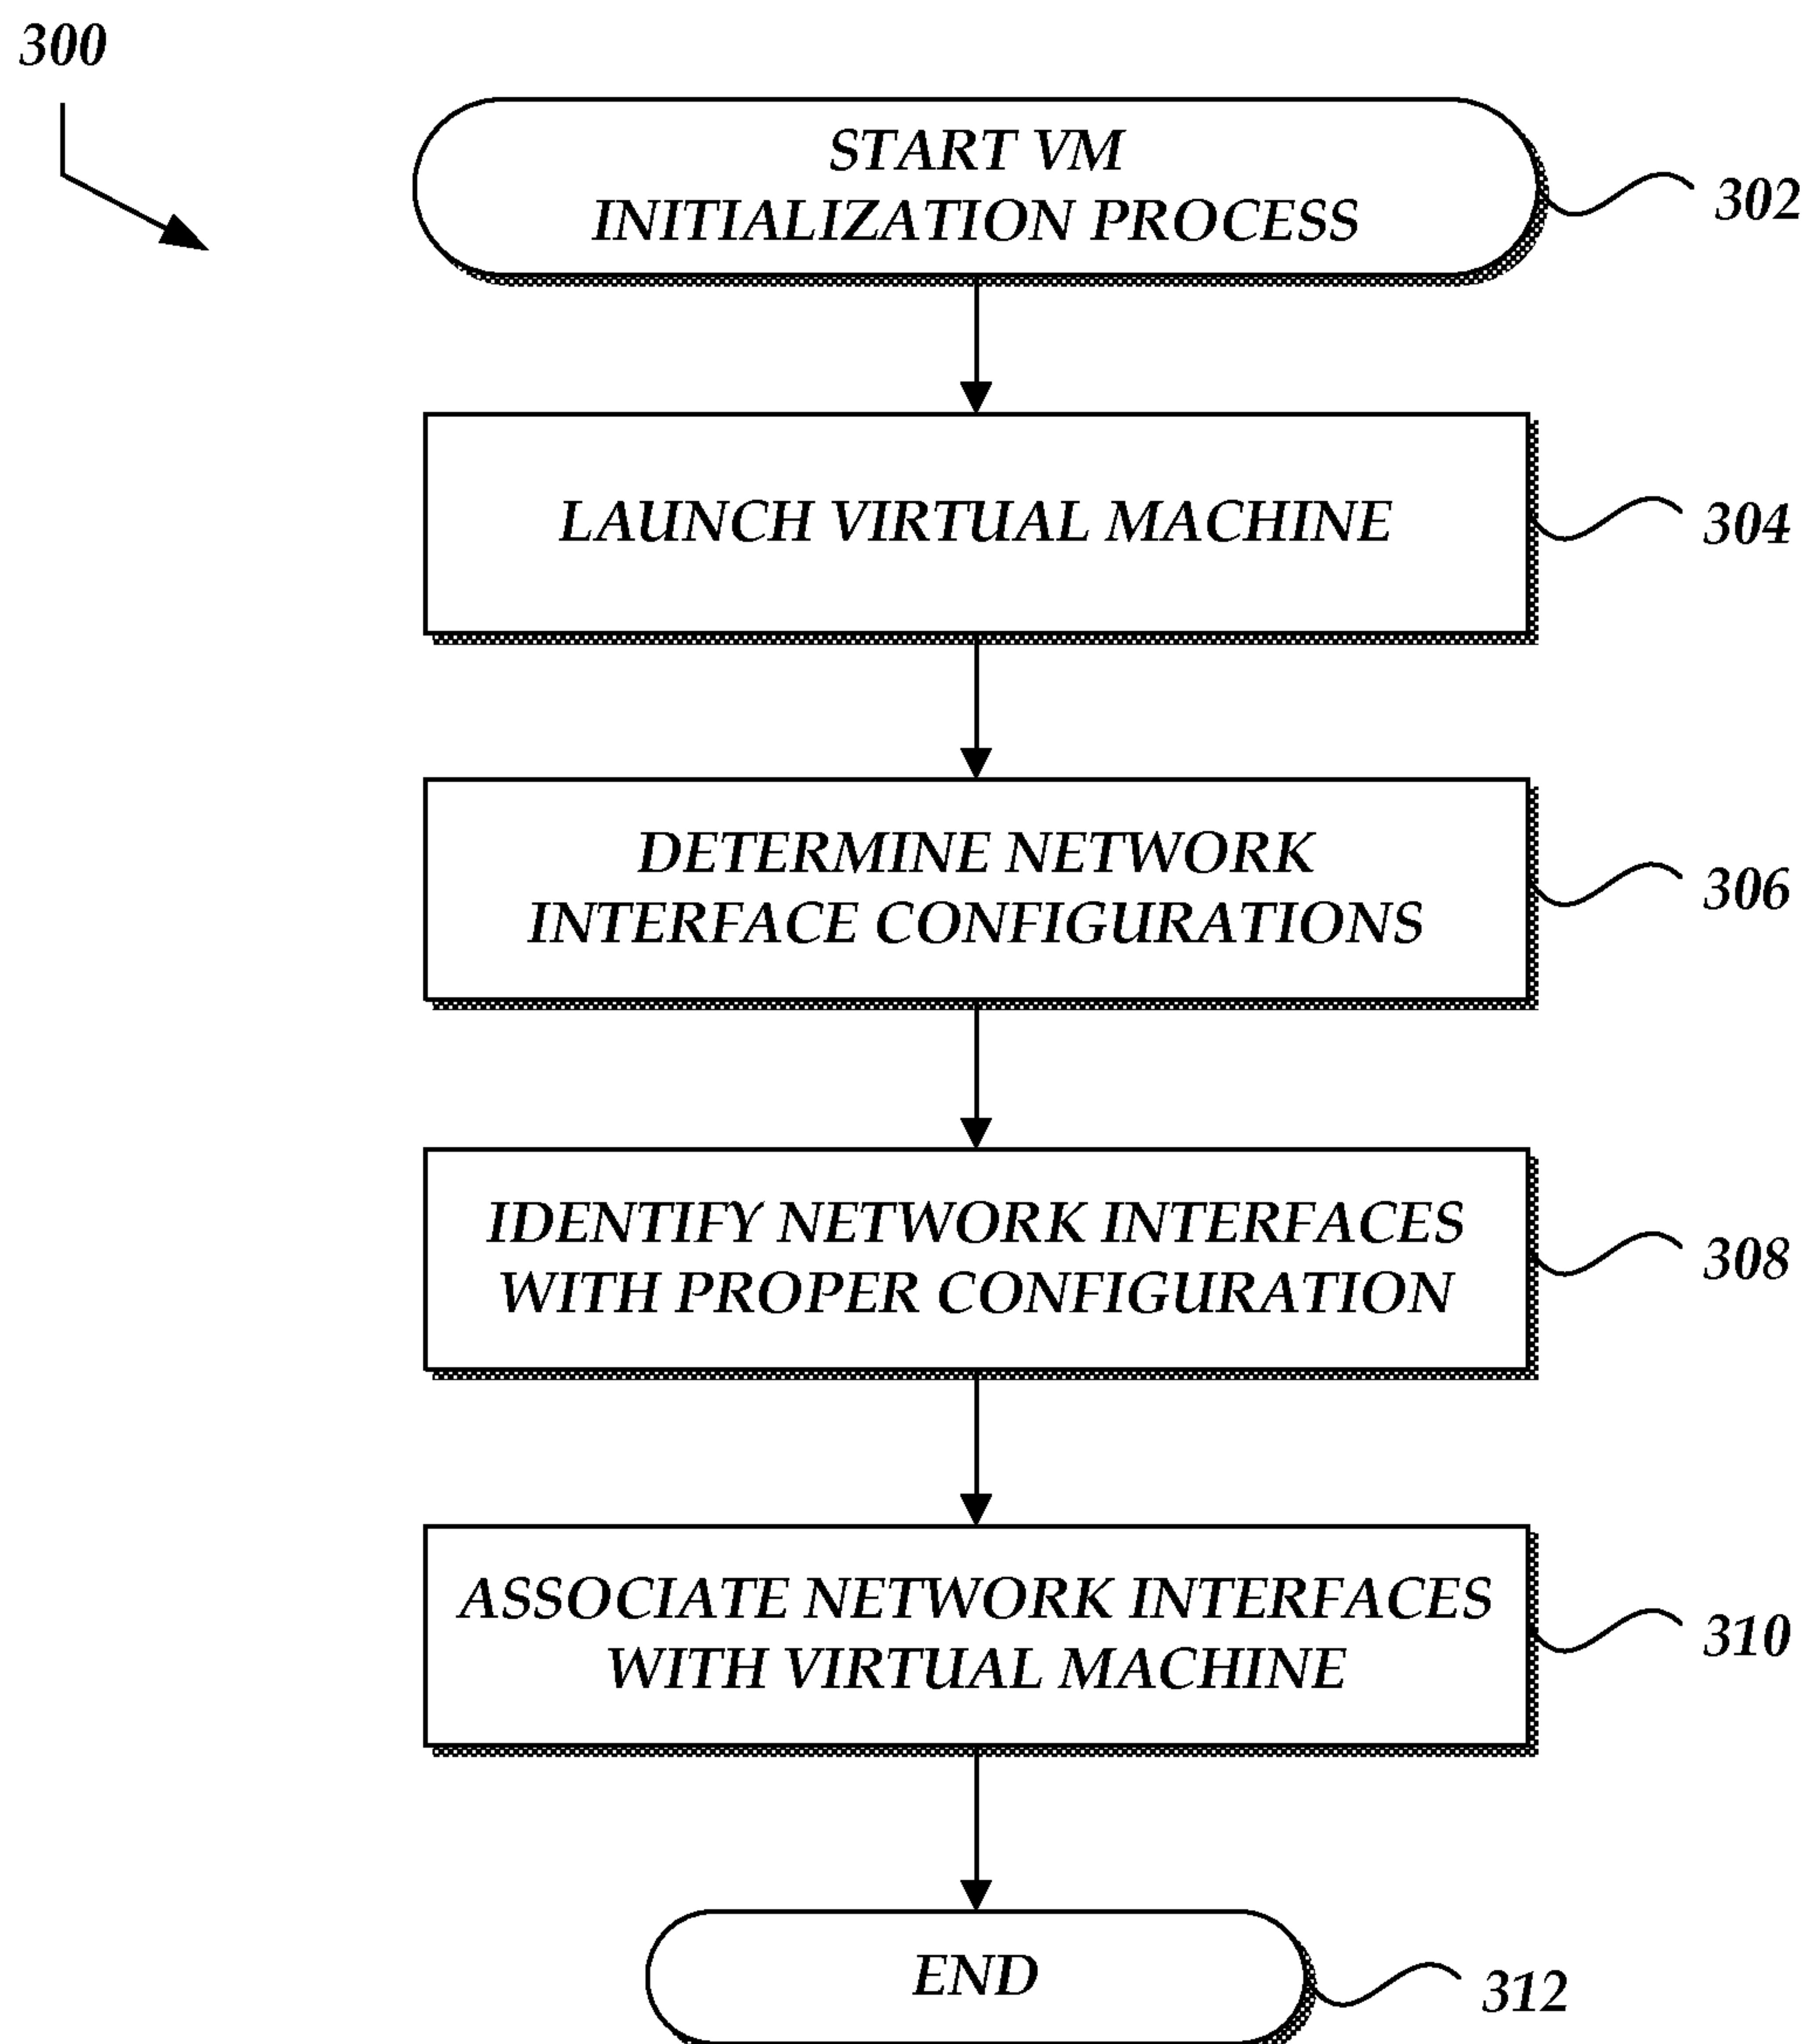 300
START VM
INITIALIZATION PROCESS
302
LAUNCH VIRTUAL MACHINE
304
DETERMINE NETWORK
INTERFACE CONFIGURATIONS
306
IDENTIFY NETWORK INTERFACES
WITH PROPER CONFIGURATION
308
ASSOCIATE NETWORK INTERFACES
WITH VIRTUAL MACHINE
310
END
312